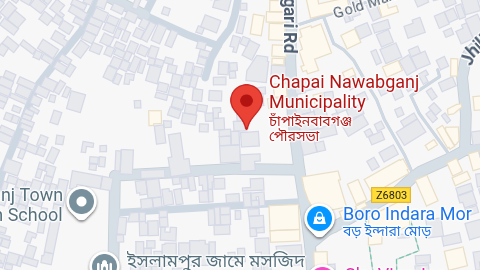 Gold Ma
gari Rd
Jhil
Chapai Nawabganj
Municipality
চাঁপাইনবাবগঞ্জ
পৌরসভা
Z6803
nj Town
n School
Boro Indara Mor
বড় ইন্দারা মোড়
ইসলামপুর জামে মসজিদ